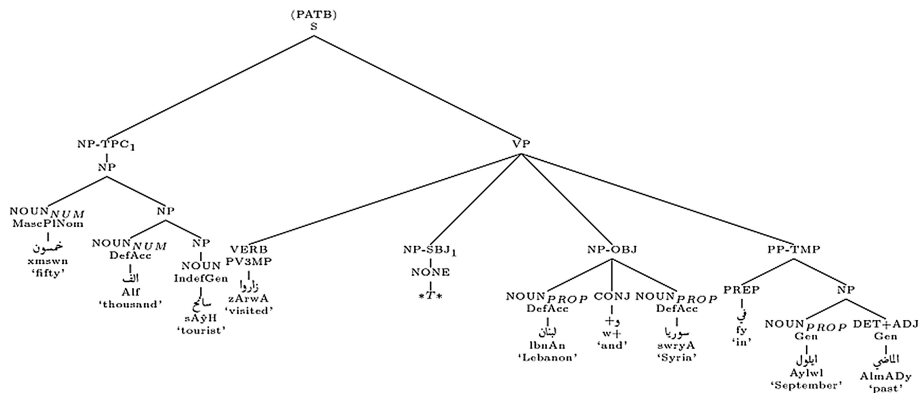 (PATB)
S
NP-TPC1
VP
NP
NOUNNUM
MascPlNom
خمسون
xmswn
‘fifty’
NP
NOUNNUM
DefAcc
الف
Alf
‘thousand’
NP
NOUN
IndefGen
سائح
sAŷH
‘tourist’
VERB
PV3MP
زاروا
zArwA
‘visited’
NP-SBJ1
NONE
*T*
NP-OBJ
NOUNPROP
DefAcc
لبنان
lbnAn
‘Lebanon’
CONJ
و+
w+
‘and’
NOUNPROP
DefAcc
سوريا
swryA
‘Syria’
PP-TMP
PREP
في
fy
‘in’
NP
NOUNPROP
Gen
ايلول
Aylwl
‘September’
DET+ADJ
Gen
الماضي
AlmADy
‘past’